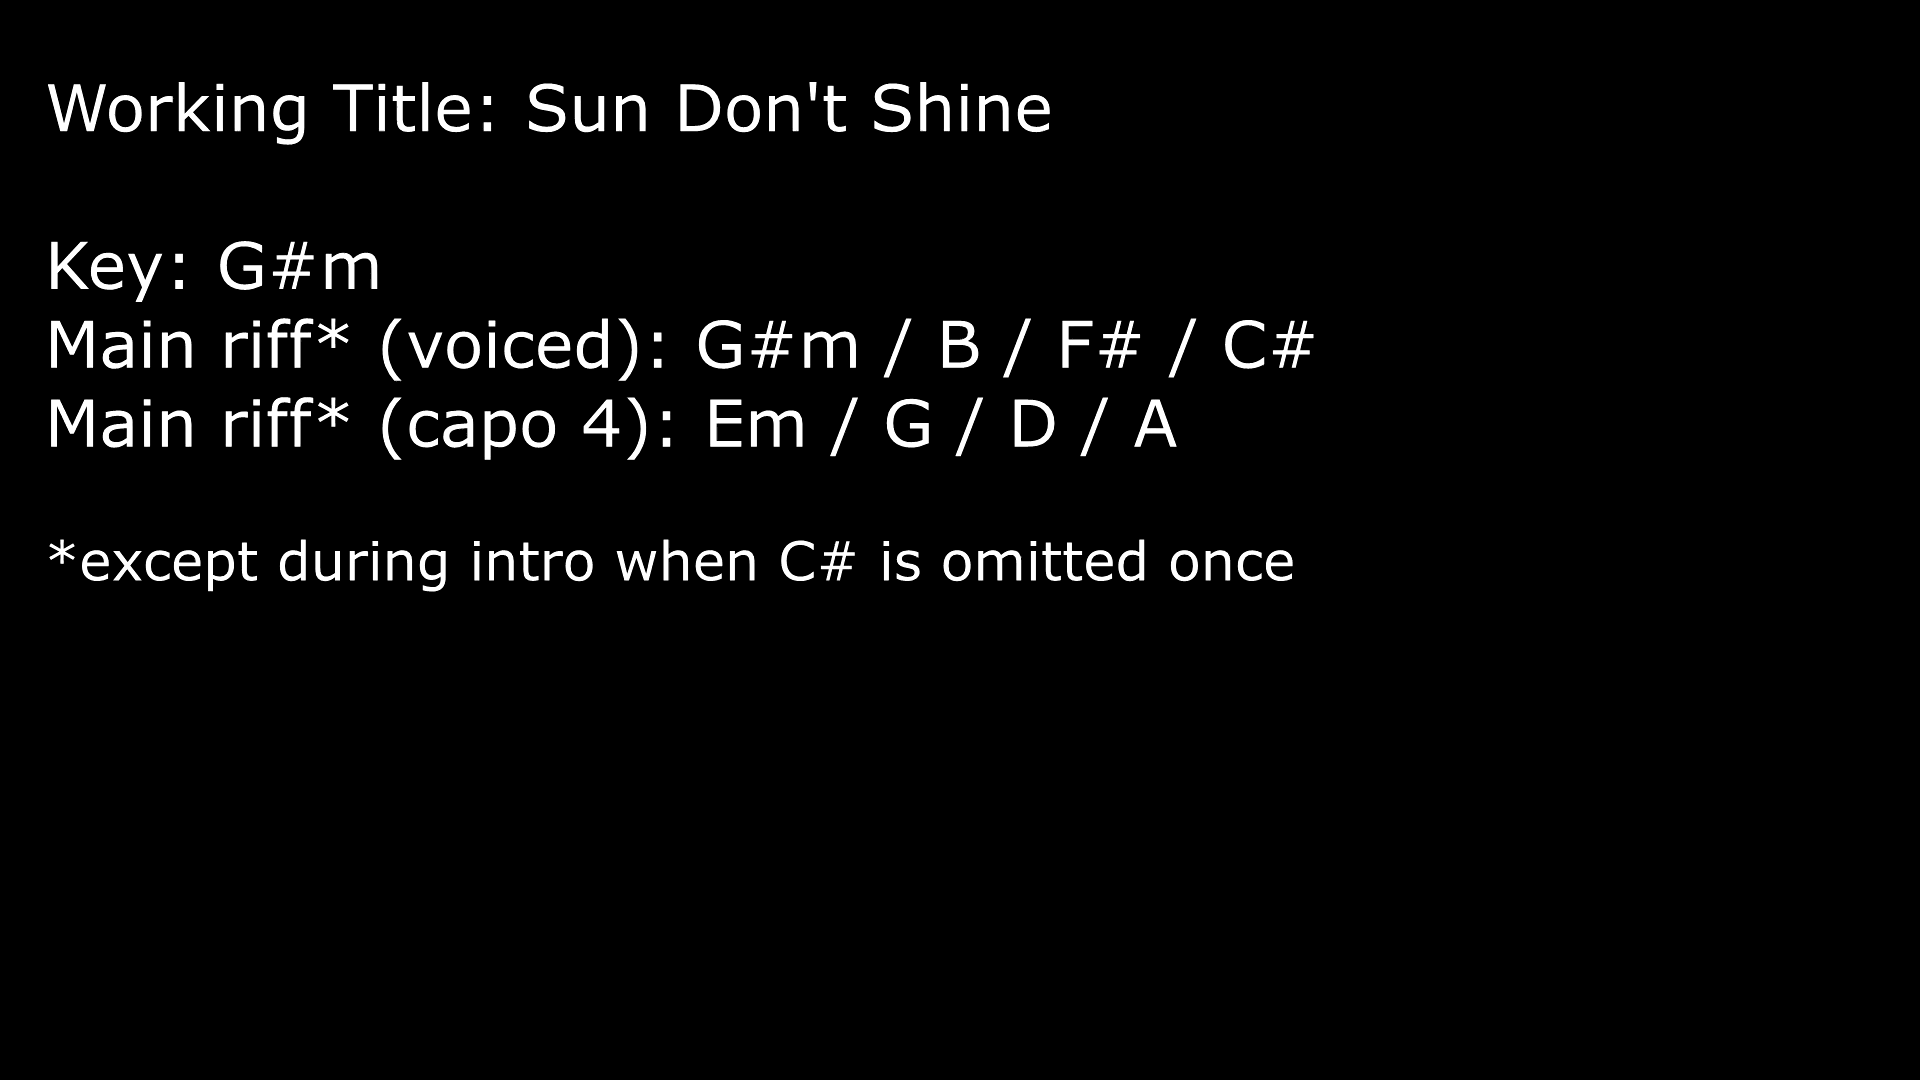 Working Title: Sun Don't Shine
Key: G#m
Main riff* (voiced): G#m / B / F# / C#
Main riff* (capo 4): Em / G / D / A
*except during intro when C# is omitted once